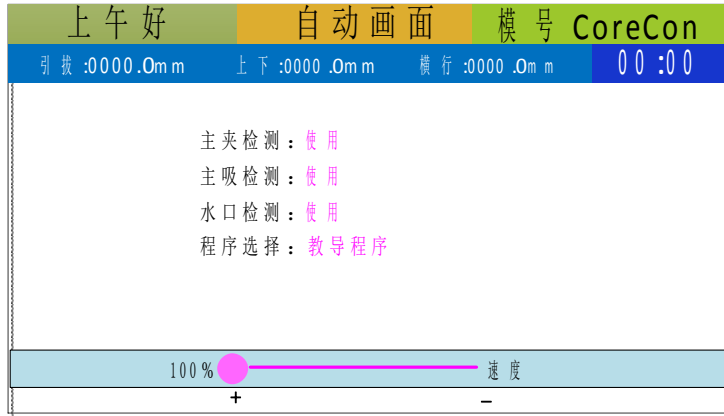 上午好 自动画面 模号 CoreCon
引拔:0000.0mm 上下:0000.0mm 横行:0000.0mm 00:00
主夹检测：使用
主吸检测：使用
水口检测：使用
程序选择：教导程序
100% 速度
+ −